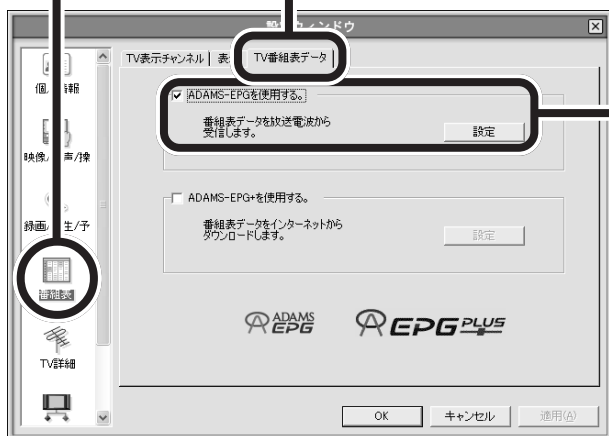 ウィンドウ
TV表示チャンネル
TV番組表データ
ADAMS-EPGを使用する。
番組表データを放送電波から
受信します。
設定
映像/
録画/
番組表
TV詳細
ADAMS-EPG+を使用する。
番組表データをインターネットから
ダウンロードします。
設定
ADAMS
EPG
EPG PLUS
OK
キャンセル
適用(A)